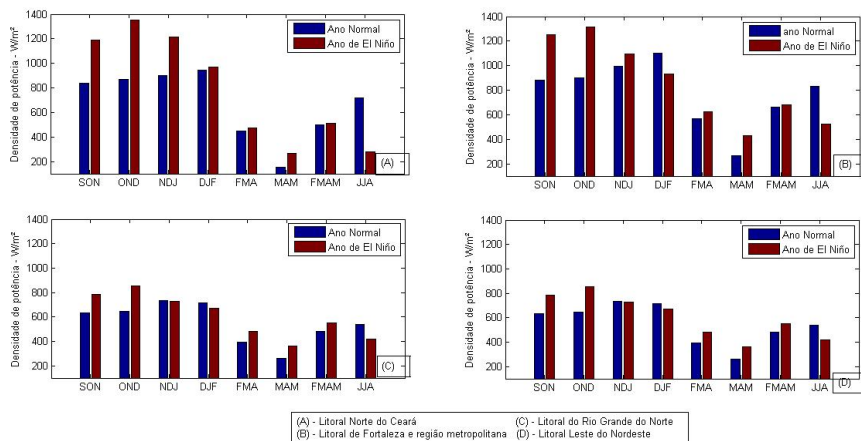 Densidade de potência - W/m²
1400
1200
1000
800
600
400
200
Ano Normal
Ano de El Niño
(A)
SON OND NDJ DJF FMA MAM FMAM JJA
Densidade de potência - W/m²
1400
1200
1000
800
600
400
200
ano Normal
Ano de El Niño
(B)
SON OND NDJ DJF FMA MAM FMAM JJA
Densidade de potência - W/m²
1400
1200
1000
800
600
400
200
Ano Normal
Ano de El Niño
(C)
SON OND NDJ DJF FMA MAM FMAM JJA
Densidade de potência - W/m²
1400
1200
1000
800
600
400
200
Ano Normal
Ano de El Niño
(D)
SON OND NDJ DJF FMA MAM FMAM JJA
(A) - Litoral Norte do Ceará (C) - Litoral do Rio Grande do Norte
(B) - Litoral de Fortaleza e região metropolitana (D) - Litoral Leste do Nordeste